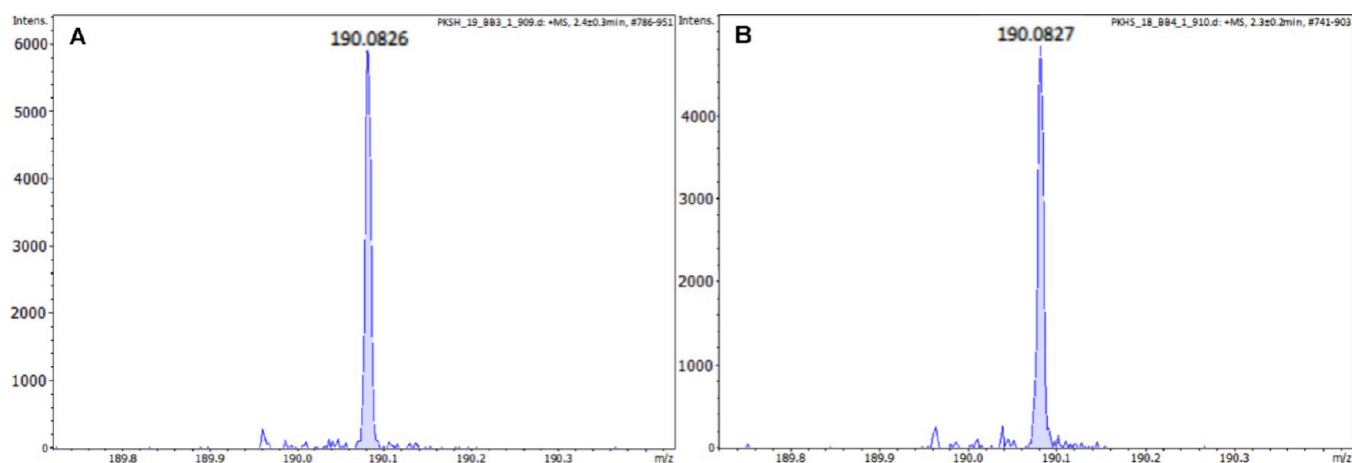 Intens.
A
PKSH_19_BB3_1_909.d: +MS, 2.4±0.3min, #786-951
190.0826
6000
5000
4000
3000
2000
1000
0
189.8 189.9 190.0 190.1 190.2 190.3 m/z
Intens.
B
PKHS_18_BB4_1_910.d: +MS, 2.3±0.2min, #741-903
190.0827
4000
3000
2000
1000
0
189.8 189.9 190.0 190.1 190.2 190.3 m/z